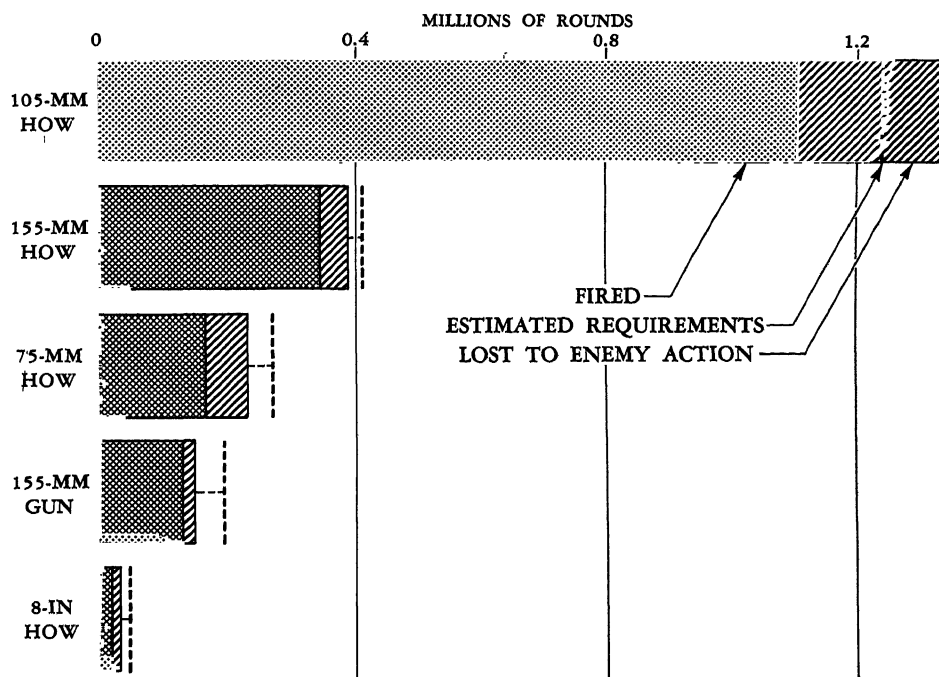 MILLIONS OF ROUNDS
0 0.4 0.8 1.2
105-MM
HOW
155-MM
HOW
FIRED
ESTIMATED REQUIREMENTS
LOST TO ENEMY ACTION
75-MM
HOW
155-MM
GUN
8-IN
HOW